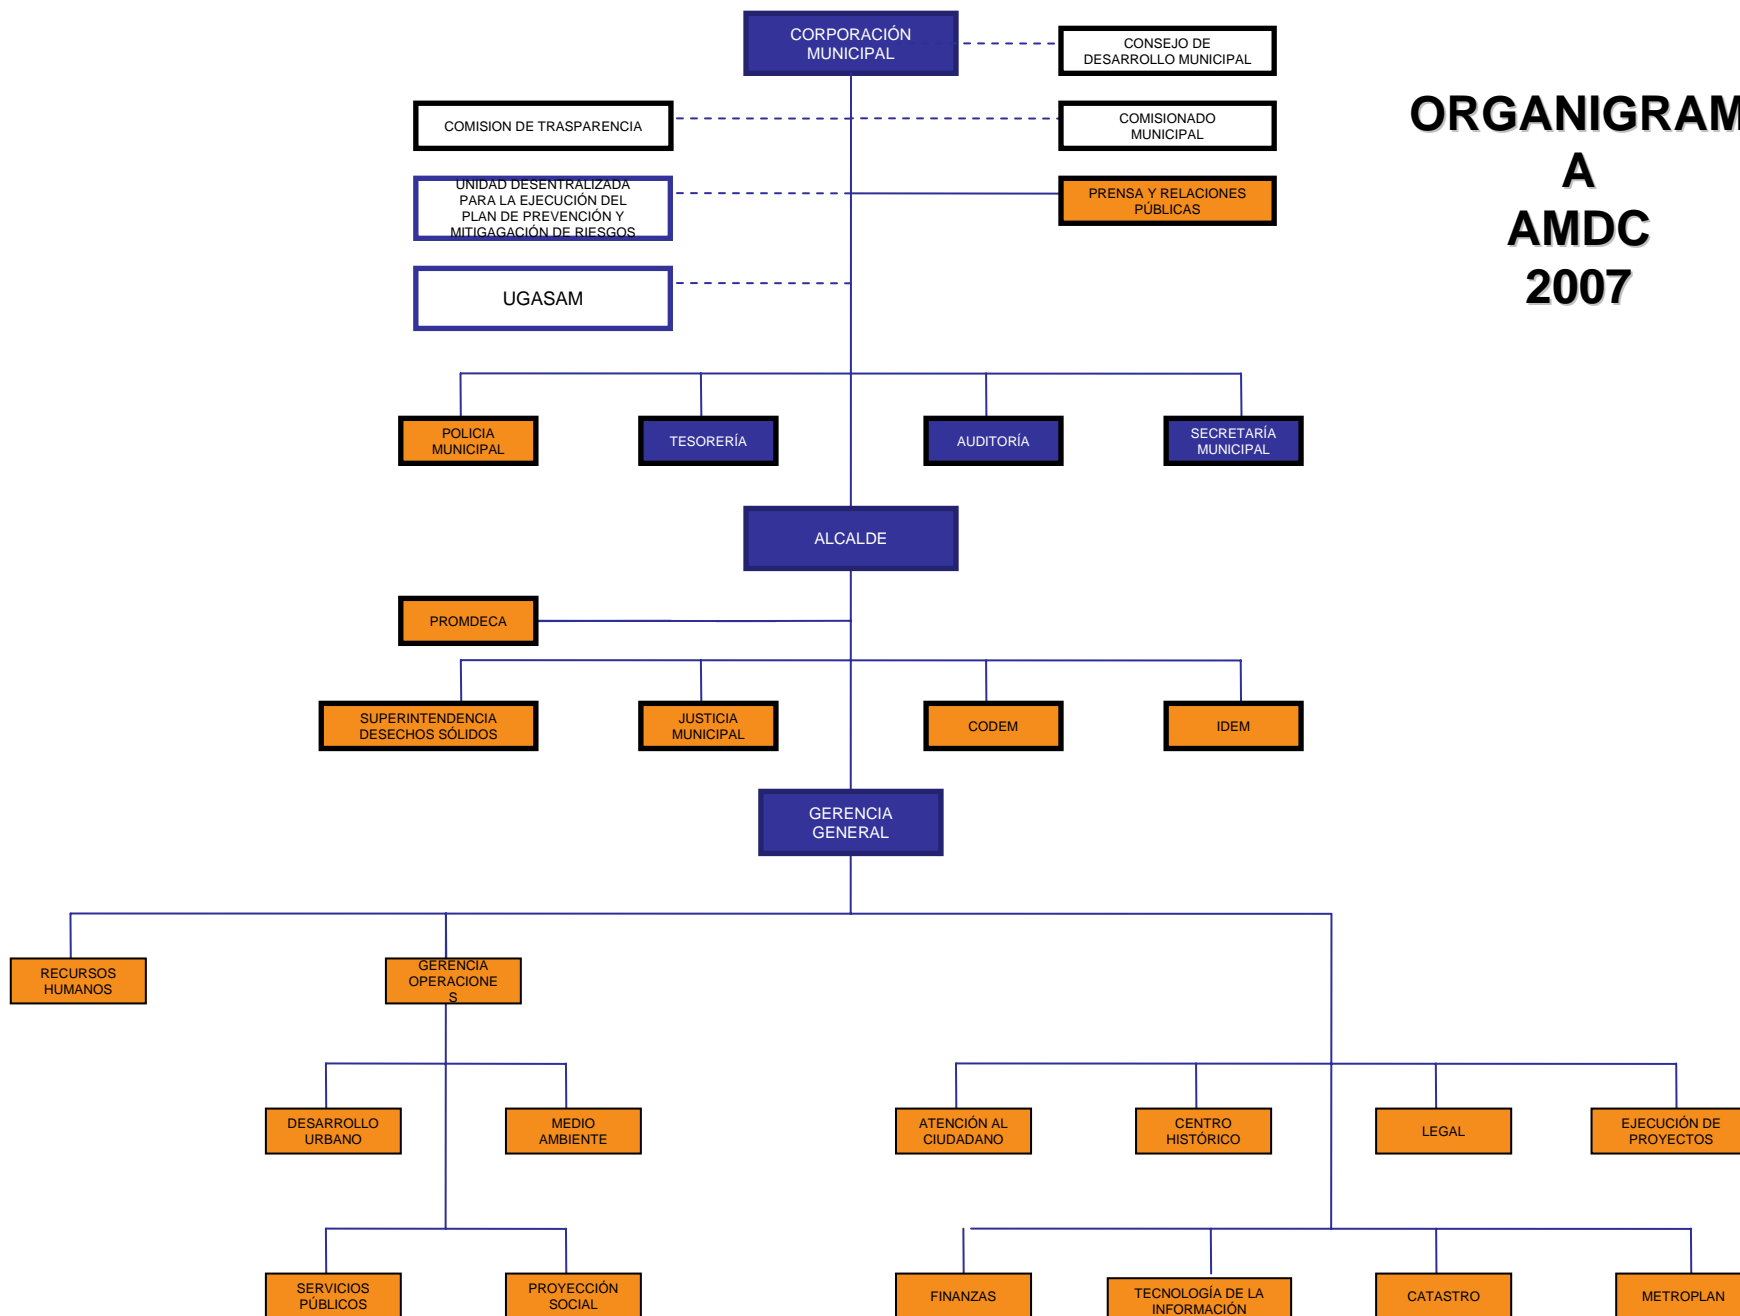 CORPORACIÓN
MUNICIPAL
CONSEJO DE
DESARROLLO MUNICIPAL
ORGANIGRAM
A
AMDC
2007
COMISION DE TRASPARENCIA
COMISIONADO
MUNICIPAL
UNIDAD DESENTRALIZADA
PARA LA EJECUCIÓN DEL
PLAN DE PREVENCIÓN Y
MITIGAGACIÓN DE RIESGOS
PRENSA Y RELACIONES
PÚBLICAS
UGASAM
POLICIA
MUNICIPAL
TESORERÍA
AUDITORÍA
SECRETARÍA
MUNICIPAL
ALCALDE
PROMDECA
SUPERINTENDENCIA
DESECHOS SÓLIDOS
JUSTICIA
MUNICIPAL
CODEM
IDEM
GERENCIA
GENERAL
RECURSOS
HUMANOS
GERENCIA
OPERACIONE
S
DESARROLLO
URBANO
MEDIO
AMBIENTE
ATENCIÓN AL
CIUDADANO
CENTRO
HISTÓRICO
LEGAL
EJECUCIÓN DE
PROYECTOS
SERVICIOS
PÚBLICOS
PROYECCIÓN
SOCIAL
FINANZAS
TECNOLOGÍA DE LA
INFORMACIÓN
CATASTRO
METROPLAN